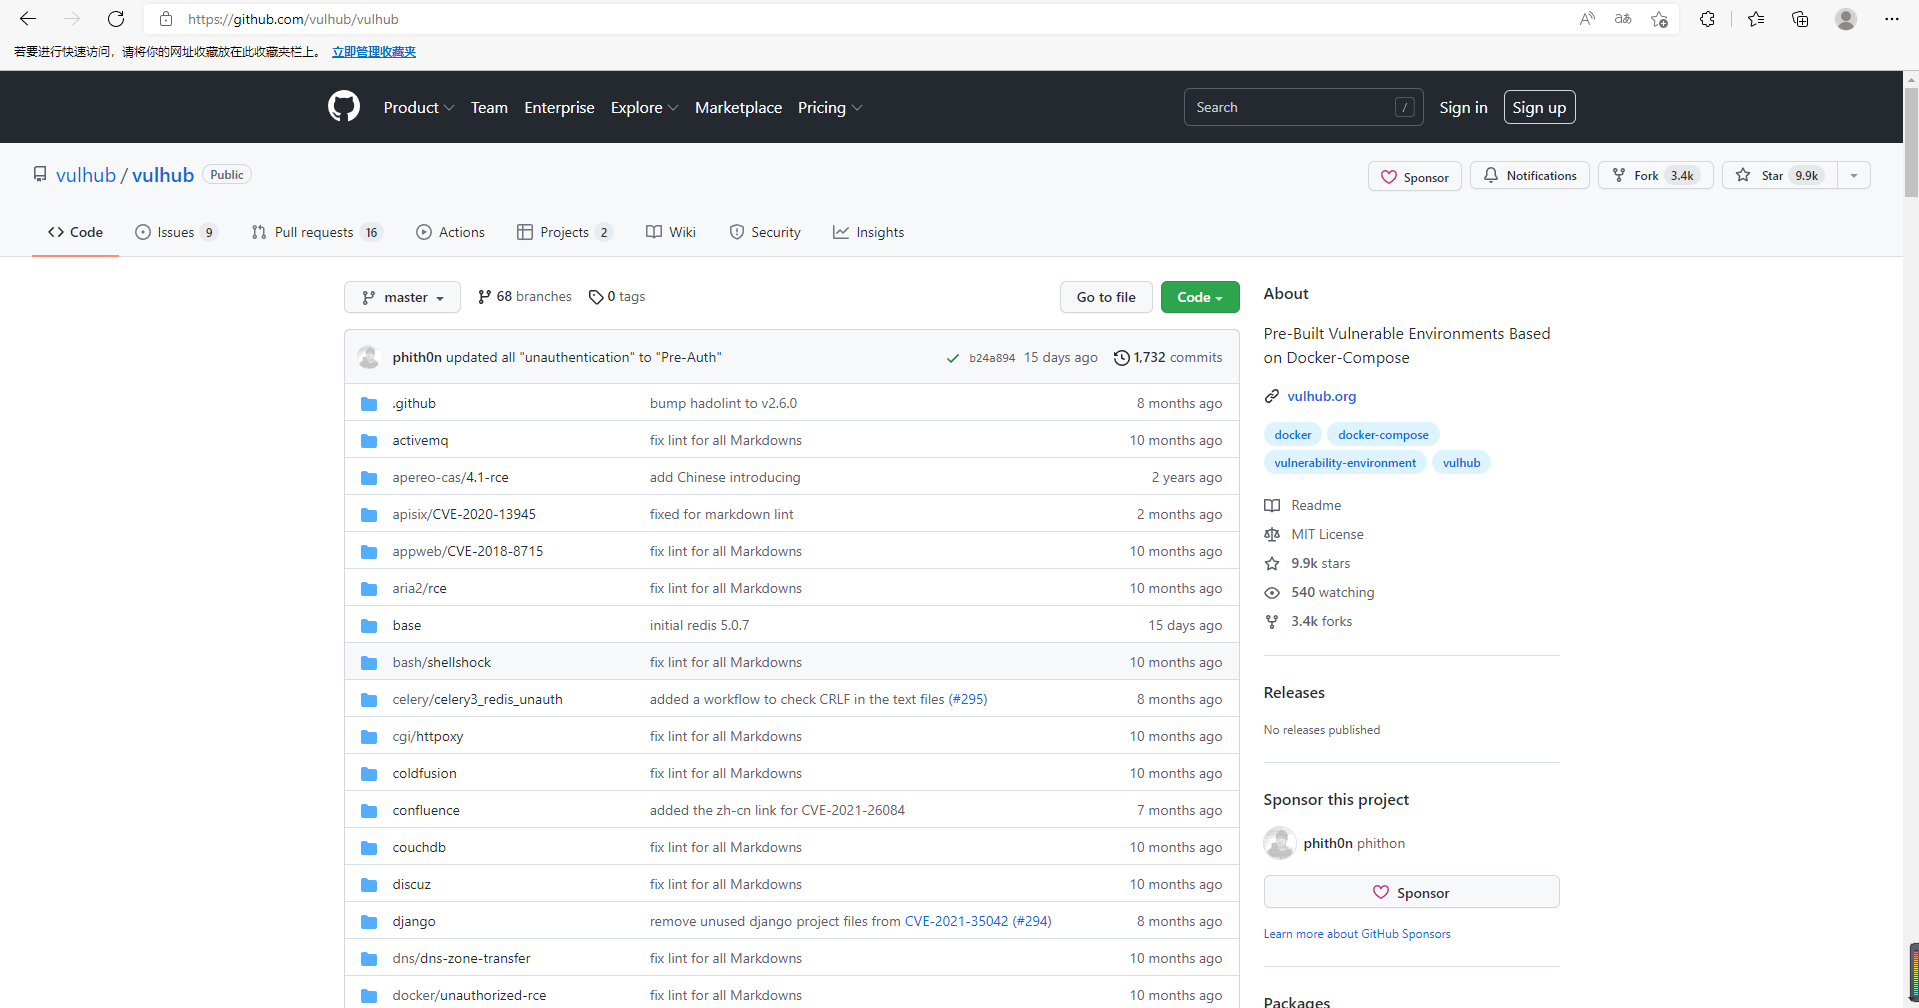 https://github.com/vulhub/vulhub
若要进行快速访问，请将你的网址收藏放在此收藏夹栏上。 立即管理收藏夹
Product Team Enterprise Explore Marketplace Pricing Search / Sign in Sign up
vulhub / vulhub Public Sponsor Notifications Fork 3.4k Star 9.9k
Code Issues 9 Pull requests 16 Actions Projects 2 Wiki Security Insights
master 68 branches 0 tags Go to file Code
phith0n updated all "unauthentication" to "Pre-Auth" b24a894 15 days ago 1,732 commits
.github bump hadolint to v2.6.0 8 months ago
activemq fix lint for all Markdowns 10 months ago
apereo-cas/4.1-rce add Chinese introducing 2 years ago
apisix/CVE-2020-13945 fixed for markdown lint 2 months ago
appweb/CVE-2018-8715 fix lint for all Markdowns 10 months ago
aria2/rce fix lint for all Markdowns 10 months ago
base initial redis 5.0.7 15 days ago
bash/shellshock fix lint for all Markdowns 10 months ago
celery/celery3_redis_unauth added a workflow to check CRLF in the text files (#295) 8 months ago
cgi/httpoxy fix lint for all Markdowns 10 months ago
coldfusion fix lint for all Markdowns 10 months ago
confluence added the zh-cn link for CVE-2021-26084 7 months ago
couchdb fix lint for all Markdowns 10 months ago
discuz fix lint for all Markdowns 10 months ago
django remove unused django project files from CVE-2021-35042 (#294) 8 months ago
dns/dns-zone-transfer fix lint for all Markdowns 10 months ago
docker/unauthorized-rce fix lint for all Markdowns 10 months ago
About
Pre-Built Vulnerable Environments Based
on Docker-Compose
vulhub.org
docker docker-compose
vulnerability-environment vulhub
Readme
MIT License
9.9k stars
540 watching
3.4k forks
Releases
No releases published
Sponsor this project
phith0n phithon
Sponsor
Learn more about GitHub Sponsors
Packages